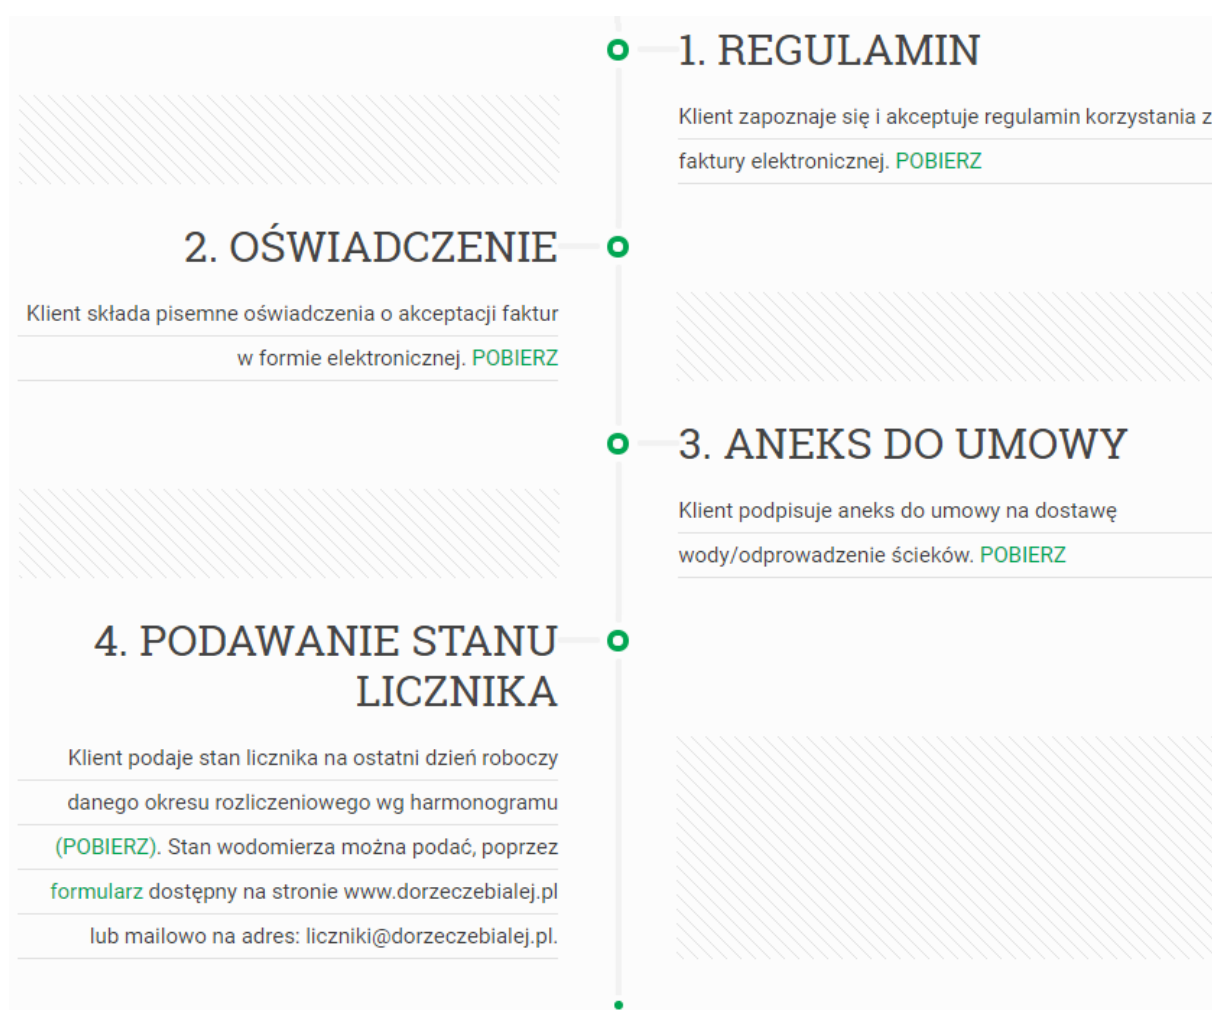 1. REGULAMIN
Klient zapoznaje się i akceptuje regulamin korzystania z
faktury elektronicznej. POBIERZ
2. OŚWIADCZENIE
Klient składa pisemne oświadczenia o akceptacji faktur
w formie elektronicznej. POBIERZ
3. ANEKS DO UMOWY
Klient podpisuje aneks do umowy na dostawę
wody/odprowadzenie ścieków. POBIERZ
4. PODAWANIE STANU
LICZNIKA
Klient podaje stan licznika na ostatni dzień roboczy
danego okresu rozliczeniowego wg harmonogramu
(POBIERZ). Stan wodomierza można podać, poprzez
formularz dostępny na stronie www.dorzeczebialej.pl
lub mailowo na adres: liczniki@dorzeczebialej.pl.